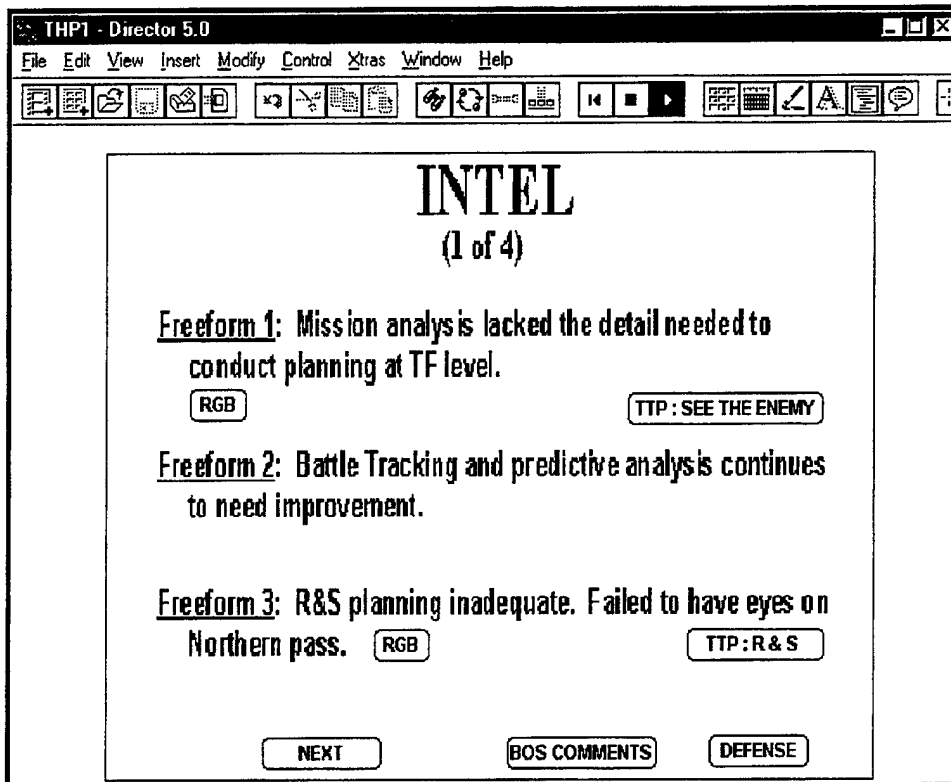 THP1 - Director 5.0
File Edit View Insert Modify Control Xtras Window Help
INTEL
(1 of 4)
Freeform 1: Mission analysis lacked the detail needed to
conduct planning at TF level.
RGB TTP : SEE THE ENEMY
Freeform 2: Battle Tracking and predictive analysis continues
to need improvement.
Freeform 3: R&S planning inadequate. Failed to have eyes on
Northern pass. RGB TTP : R & S
NEXT BOS COMMENTS DEFENSE